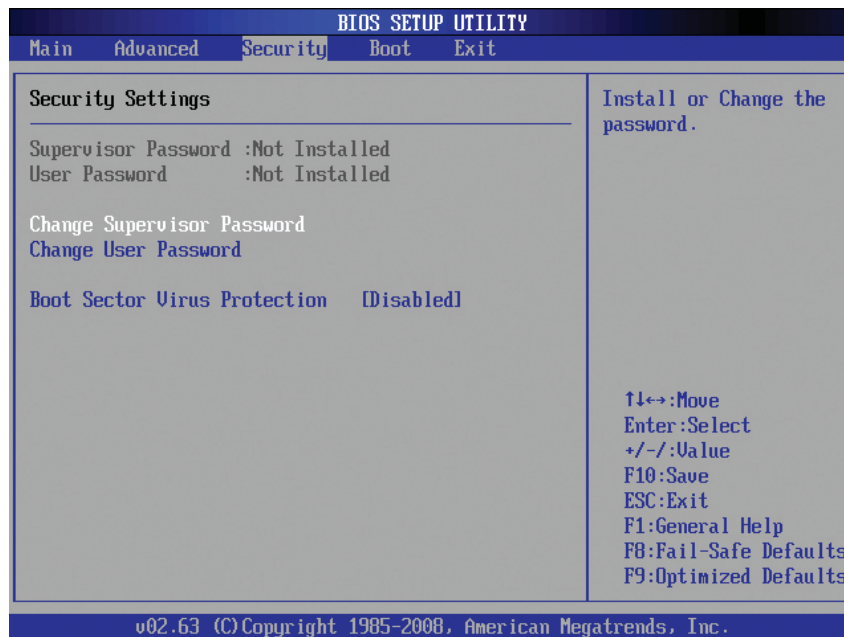 BIOS SETUP UTILITY
Main Advanced Security Boot Exit
Security Settings
Supervisor Password :Not Installed
User Password :Not Installed
Change Supervisor Password
Change User Password
Boot Sector Virus Protection [Disabled]
Install or Change the
password.
↑↓←→:Move
Enter:Select
+/-/:Value
F10:Save
ESC:Exit
F1:General Help
F8:Fail-Safe Defaults
F9:Optimized Defaults
v02.63 (C)Copyright 1985-2008, American Megatrends, Inc.